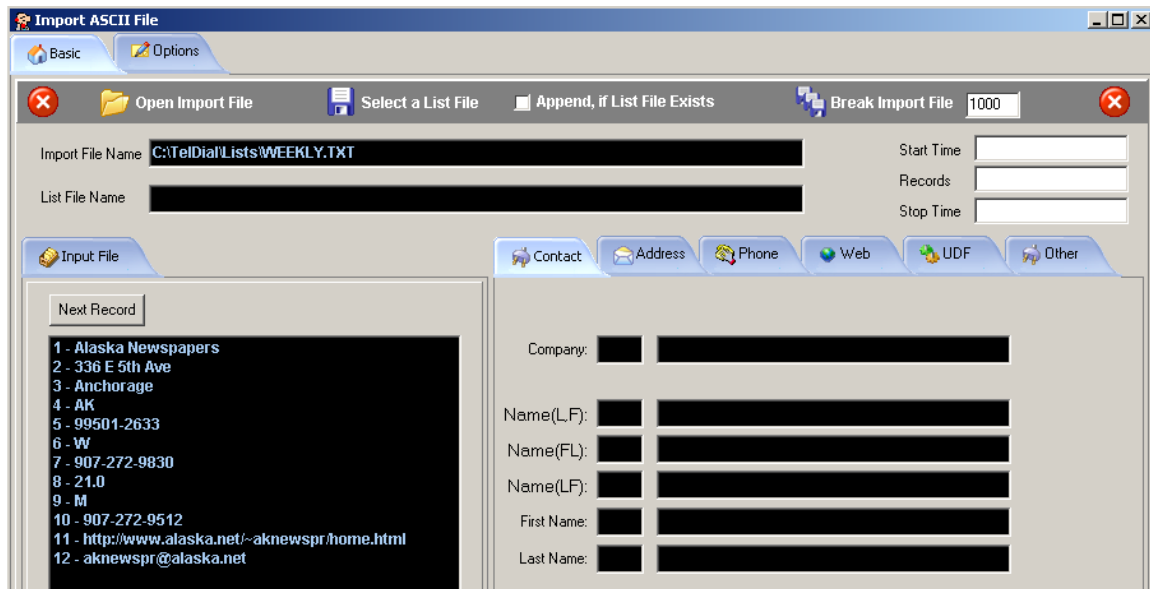 Import ASCII File
Basic
Options
Open Import File
Select a List File
Append, if List File Exists
Break Import File
1000
Import File Name
C:\TelDial\Lists\WEEKLY.TXT
Start Time
Records
List File Name
Stop Time
Input File
Contact
Address
Phone
Web
UDF
Other
Next Record
1 - Alaska Newspapers
2 - 336 E 5th Ave
3 - Anchorage
4 - AK
5 - 99501-2633
6 - W
7 - 907-272-9830
8 - 21.0
9 - M
10 - 907-272-9512
11 - http://www.alaska.net/~aknewspr/home.html
12 - aknewspr@alaska.net
Company:
Name(L,F):
Name(FL):
Name(LF):
First Name:
Last Name: